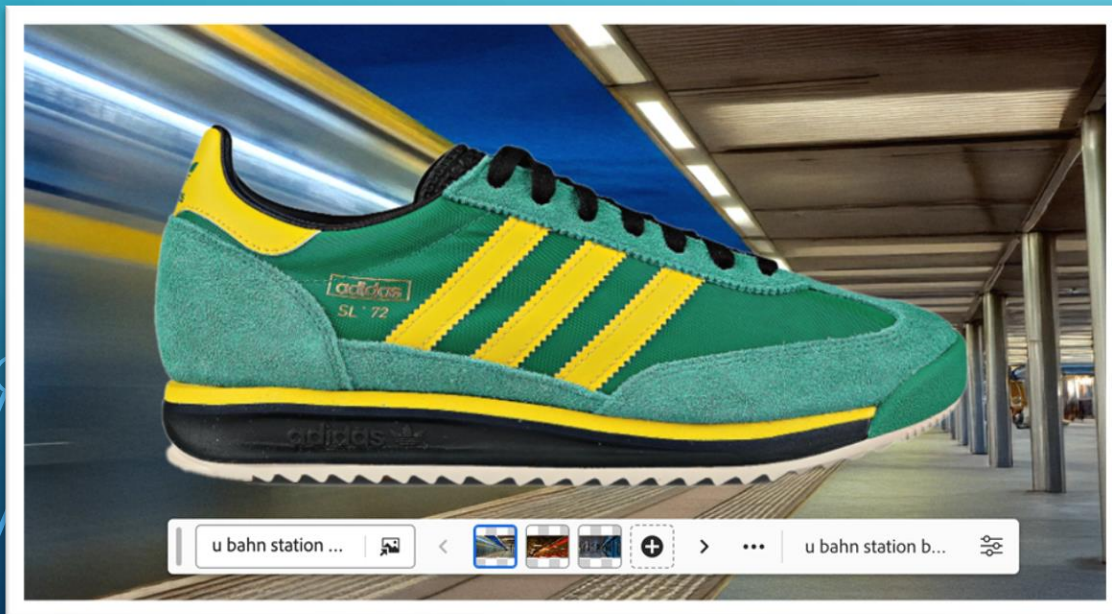 adidas
SL ' 72
adidas
u bahn station ...
u bahn station b...